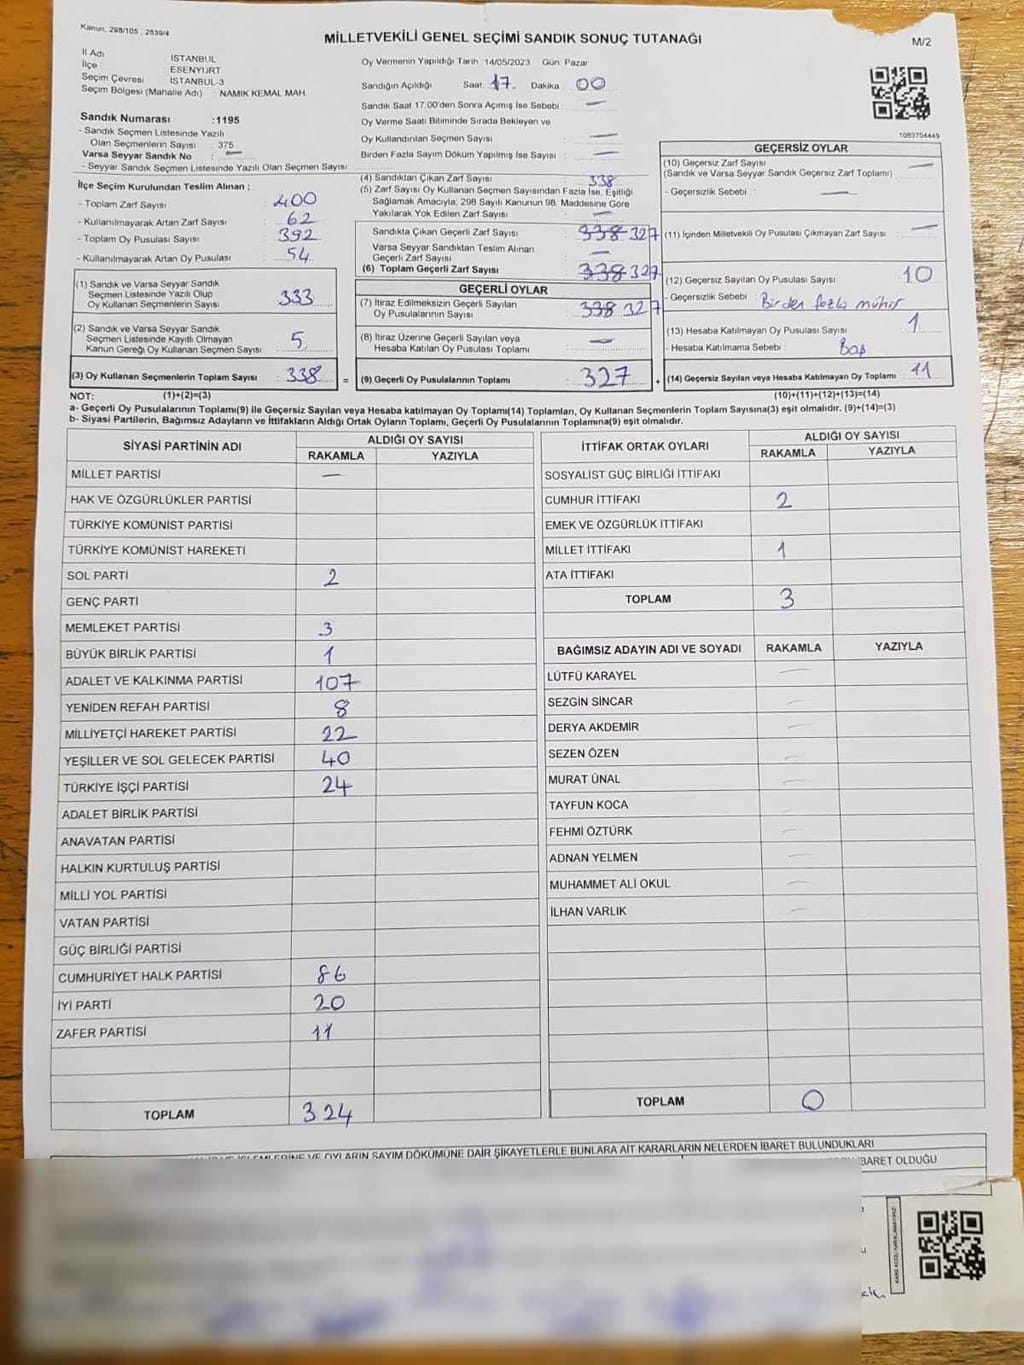 Kanun, 298/105 , 2839/4
MİLLETVEKİLİ GENEL SEÇİMİ SANDIK SONUÇ TUTANAĞI
M/2
İl Adı : İSTANBUL
İlçe : ESENYURT
Seçim Çevresi : İSTANBUL-3
Seçim Bölgesi (Mahalle Adı) : NAMIK KEMAL MAH.
Sandık Numarası :1195
- Sandık Seçmen Listesinde Yazılı
Olan Seçmenlerin Sayısı : 375
Varsa Seyyar Sandık No : —
- Seyyar Sandık Seçmen Listesinde Yazılı Olan Seçmen Sayısı:
İlçe Seçim Kurulundan Teslim Alınan ;
- Toplam Zarf Sayısı : 400
- Kullanılmayarak Artan Zarf Sayısı : 62
- Toplam Oy Pusulası Sayısı : 392
- Kullanılmayarak Artan Oy Pusulası : 54
(1) Sandık ve Varsa Seyyar Sandık
Seçmen Listesinde Yazılı Olup
Oy Kullanan Seçmenlerin Sayısı : 333
(2) Sandık ve Varsa Seyyar Sandık
Seçmen Listesinde Kayıtlı Olmayan
Kanun Gereği Oy Kullanan Seçmen Sayısı : 5
(3) Oy Kullanan Seçmenlerin Toplam Sayısı : 338
Oy Vermenin Yapıldığı Tarih :14/05/2023 Gün: Pazar
Sandığın Açıldığı Saat: 17. Dakika 00
Sandık Saat 17.00'den Sonra Açımış İse Sebebi : —
Oy Verme Saati Bitiminde Sırada Bekleyen ve
Oy Kullandırılan Seçmen Sayısı : —
Birden Fazla Sayım Döküm Yapılmış İse Sayısı : —
(4) Sandıktan Çıkan Zarf Sayısı : 338
(5) Zarf Sayısı Oy Kullanan Seçmen Sayısından Fazla İse, Eşitliği
Sağlamak Amacıyla; 298 Sayılı Kanunun 98. Maddesine Göre
Yakılarak Yok Edilen Zarf Sayısı : —
Sandıkta Çıkan Geçerli Zarf Sayısı : 338 327
Varsa Seyyar Sandıktan Teslim Alınan
Geçerli Zarf Sayısı : —
(6) Toplam Geçerli Zarf Sayısı : 338 327
GEÇERLİ OYLAR
(7) İtiraz Edilmeksizin Geçerli Sayılan
Oy Pusulalarının Sayısı : 338 327
(8) İtiraz Üzerine Geçerli Sayılan veya
Hesaba Katılan Oy Pusulası Toplamı : —
= (9) Geçerli Oy Pusulalarının Toplamı : 327
1083704449
GEÇERSİZ OYLAR
(10) Geçersiz Zarf Sayısı : —
(Sandık ve Varsa Seyyar Sandık Geçersiz Zarf Toplamı)
- Geçersizlik Sebebi : —
(11) İçinden Milletvekili Oy Pusulası Çıkmayan Zarf Sayısı : —
(12) Geçersiz Sayılan Oy Pusulası Sayısı : 10
- Geçersizlik Sebebi : Birden fazla mühür
(13) Hesaba Katılmayan Oy Pusulası Sayısı : 1
- Hesaba Katılmama Sebebi : Boş
+ (14) Geçersiz Sayılan veya Hesaba Katılmayan Oy Toplamı : 11
NOT: (1)+(2)=(3) (10)+(11)+(12)+(13)=(14)
a- Geçerli Oy Pusulalarının Toplamı(9) ile Geçersiz Sayılan veya Hesaba katılmayan Oy Toplamı(14) Toplamları, Oy Kullanan Seçmenlerin Toplam Sayısına(3) eşit olmalıdır. (9)+(14)=(3)
b- Siyasi Partilerin, Bağımsız Adayların ve İttifakların Aldığı Ortak Oyların Toplamı, Geçerli Oy Pusulalarının Toplamına(9) eşit olmalıdır.
SİYASİ PARTİNİN ADI ALDIĞI OY SAYISI
RAKAMLA YAZIYLA
MİLLET PARTİSİ —
HAK VE ÖZGÜRLÜKLER PARTİSİ
TÜRKİYE KOMÜNİST PARTİSİ
TÜRKİYE KOMÜNİST HAREKETİ
SOL PARTİ 2
GENÇ PARTİ
MEMLEKET PARTİSİ 3
BÜYÜK BİRLİK PARTİSİ 1
ADALET VE KALKINMA PARTİSİ 107
YENİDEN REFAH PARTİSİ 8
MİLLİYETÇİ HAREKET PARTİSİ 22
YEŞİLLER VE SOL GELECEK PARTİSİ 40
TÜRKİYE İŞÇİ PARTİSİ 24
ADALET BİRLİK PARTİSİ
ANAVATAN PARTİSİ
HALKIN KURTULUŞ PARTİSİ
MİLLİ YOL PARTİSİ
VATAN PARTİSİ
GÜÇ BİRLİĞİ PARTİSİ
CUMHURİYET HALK PARTİSİ 86
İYİ PARTİ 20
ZAFER PARTİSİ 11
TOPLAM 324
İTTİFAK ORTAK OYLARI ALDIĞI OY SAYISI
RAKAMLA YAZIYLA
SOSYALİST GÜÇ BİRLİĞİ İTTİFAKI
CUMHUR İTTİFAKI 2
EMEK VE ÖZGÜRLÜK İTTİFAKI
MİLLET İTTİFAKI 1
ATA İTTİFAKI
TOPLAM 3
BAĞIMSIZ ADAYIN ADI VE SOYADI RAKAMLA YAZIYLA
LÜTFÜ KARAYEL —
SEZGİN SİNCAR —
DERYA AKDEMİR —
SEZEN ÖZEN —
MURAT ÜNAL —
TAYFUN KOCA —
FEHMİ ÖZTÜRK —
ADNAN YELMEN —
MUHAMMET ALİ OKUL —
İLHAN VARLIK —
TOPLAM 0
VE OYLARIN SAYIM DÖKÜMÜNE DAİR ŞİKAYETLERLE BUNLARA AİT KARARLARIN NELERDEN İBARET BULUNDUKLARI
İBARET OLDUĞU